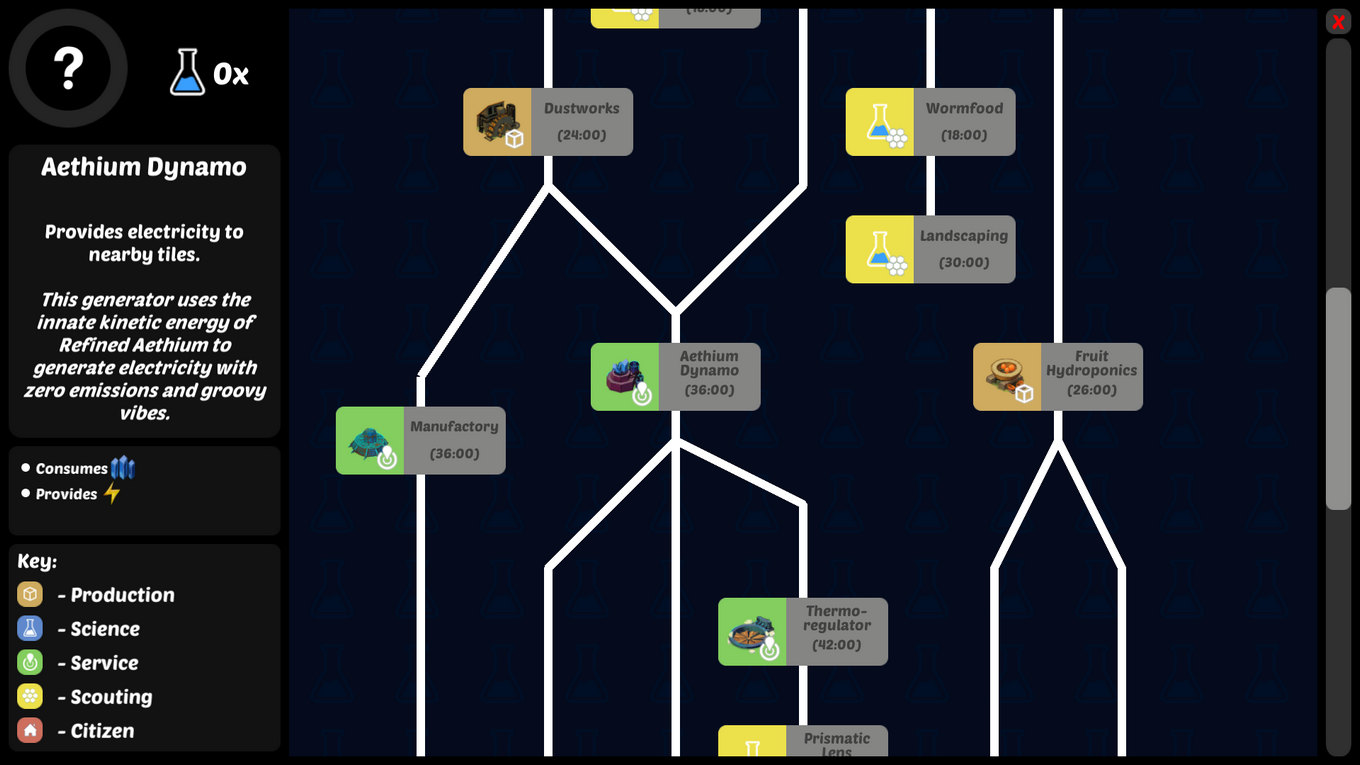 ?
0x
X
Aethium Dynamo
Provides electricity to
nearby tiles.
This generator uses the
innate kinetic energy of
Refined Aethium to
generate electricity with
zero emissions and groovy
vibes.
Consumes
Provides
Key:
- Production
- Science
- Service
- Scouting
- Citizen
Dustworks
(24:00)
Wormfood
(18:00)
Landscaping
(30:00)
Aethium
Dynamo
(36:00)
Fruit
Hydroponics
(26:00)
Manufactory
(36:00)
Thermo-
regulator
(42:00)
Prismatic
Lens